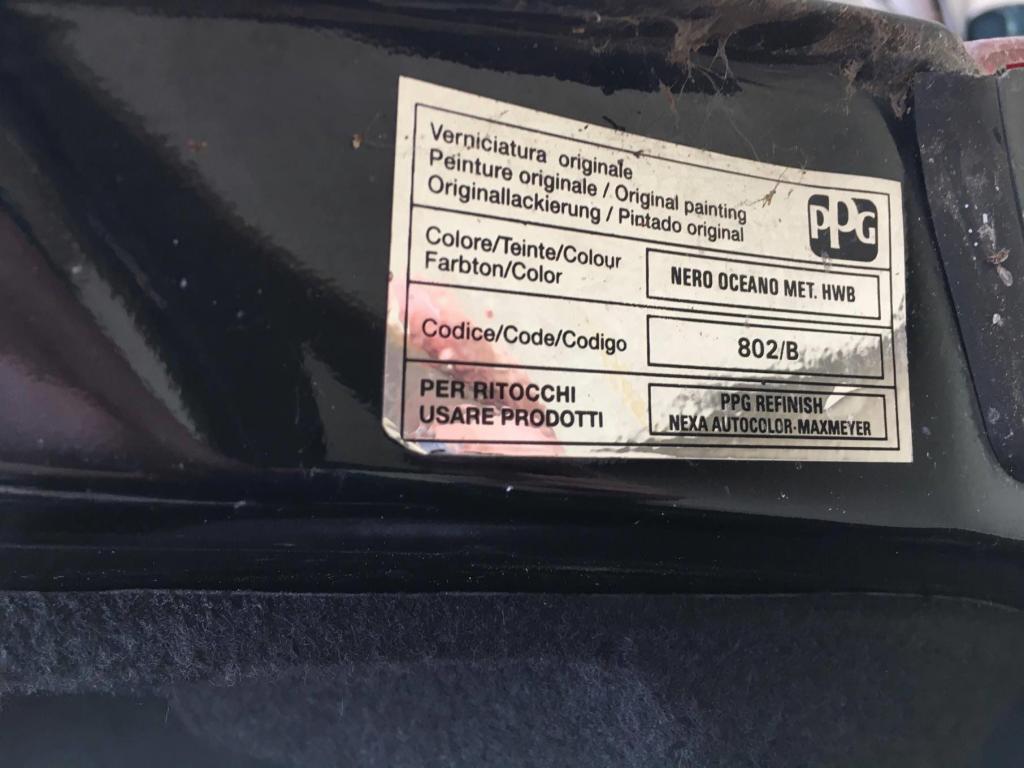 Verniciatura originale
Peinture originale / Original painting
Originallackierung / Pintado original
PPG
Colore/Teinte/Colour
Farbton/Color
NERO OCEANO MET. HWB
Codice/Code/Codigo
802/B
PER RITOCCHI
USARE PRODOTTI
PPG REFINISH
NEXA AUTOCOLOR-MAXMEYER